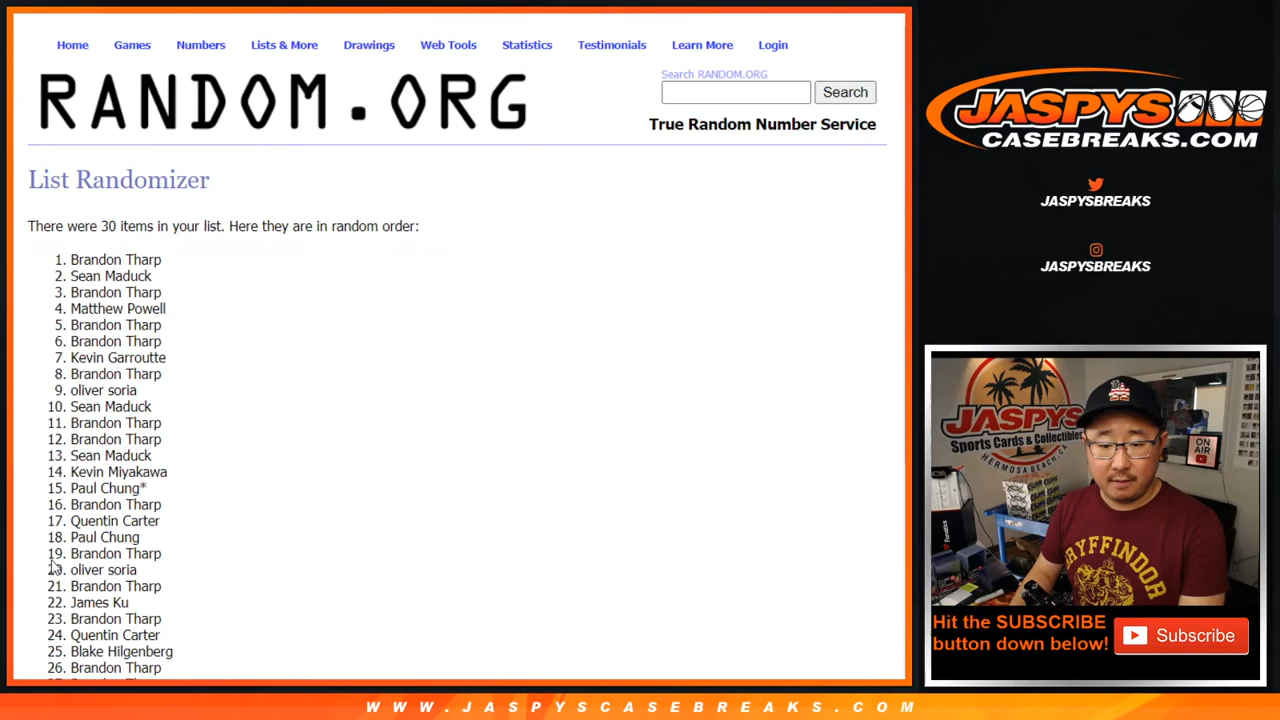 Home Games Numbers Lists & More Drawings Web Tools Statistics Testimonials Learn More Login
RANDOM.ORG
Search RANDOM.ORG
Search
True Random Number Service
List Randomizer
There were 30 items in your list. Here they are in random order:
1. Brandon Tharp
2. Sean Maduck
3. Brandon Tharp
4. Matthew Powell
5. Brandon Tharp
6. Brandon Tharp
7. Kevin Garroutte
8. Brandon Tharp
9. oliver soria
10. Sean Maduck
11. Brandon Tharp
12. Brandon Tharp
13. Sean Maduck
14. Kevin Miyakawa
15. Paul Chung*
16. Brandon Tharp
17. Quentin Carter
18. Paul Chung
19. Brandon Tharp
oliver soria
21. Brandon Tharp
22. James Ku
23. Brandon Tharp
24. Quentin Carter
25. Blake Hilgenberg
26. Brandon Tharp
JASPYS
CASEBREAKS.COM
JASPYSBREAKS
JASPYSBREAKS
JASPYS
Sports Cards & Collectibles
HERMOSA BEACH, CA
ON
AIR
Fanatics
GRYFFINDOR
Hit the SUBSCRIBE
button down below!
Subscribe
WWW.JASPYSCASEBREAKS.COM